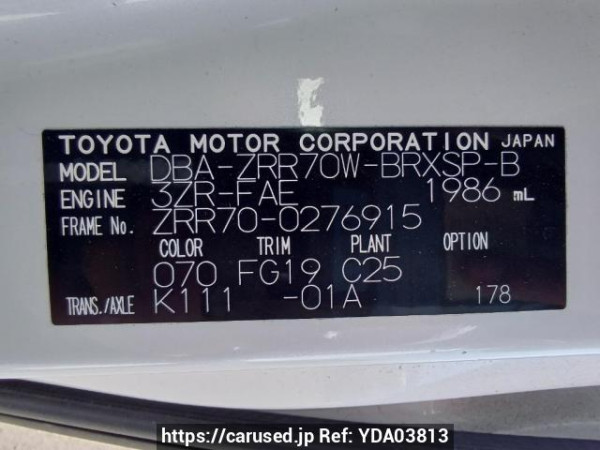 TOYOTA MOTOR CORPORATION JAPAN
MODEL DBA-ZRR70W-BRXSP-B
ENGINE 3ZR-FAE 1986 mL
FRAME No. ZRR70-0276915
COLOR TRIM PLANT OPTION
070 FG19 C25
TRANS./AXLE K111 -01A 178
https://carused.jp Ref: YDA03813